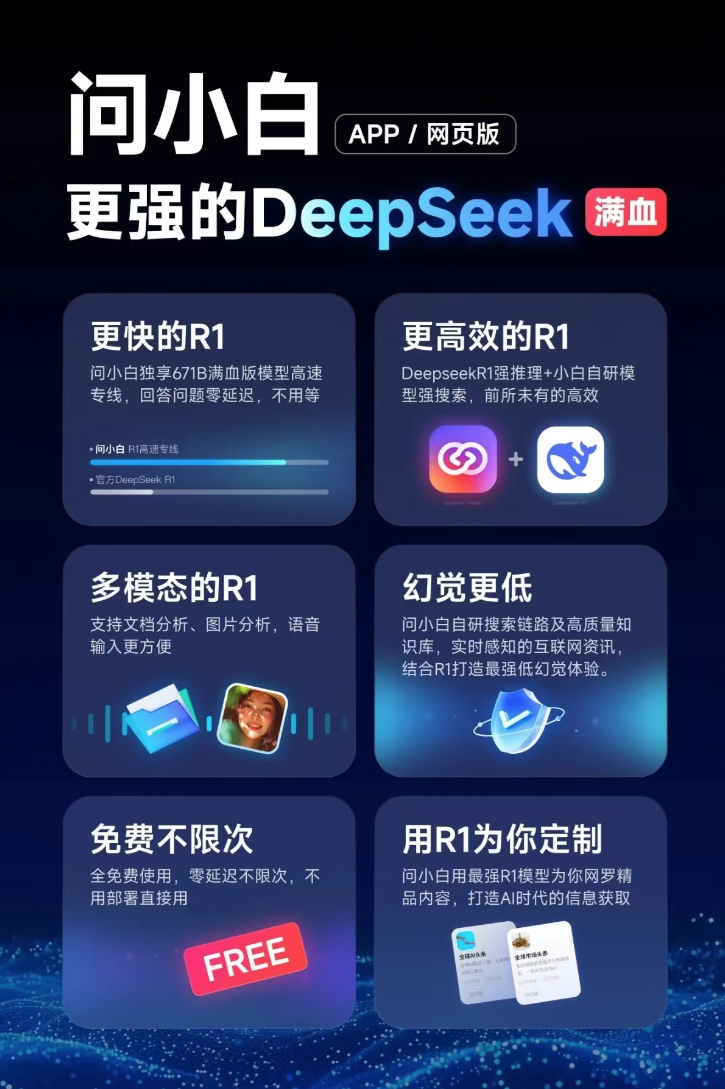 问小白
APP / 网页版
更强的DeepSeek
满血
更快的R1
问小白独享671B满血版模型高速
专线，回答问题零延迟，不用等
•问小白 R1高速专线
•官方DeepSeek R1
更高效的R1
DeepseekR1强推理+小白自研模
型强搜索，前所未有的高效
+
多模态的R1
支持文档分析、图片分析，语音
输入更方便
幻觉更低
问小白自研搜索链路及高质量知
识库，实时感知的互联网资讯，
结合R1打造最强低幻觉体验。
免费不限次
全免费使用，零延迟不限次，不
用部署直接用
FREE
用R1为你定制
问小白用最强R1模型为你网罗精
品内容，打造AI时代的信息获取
全球AI头条
全球市场头条